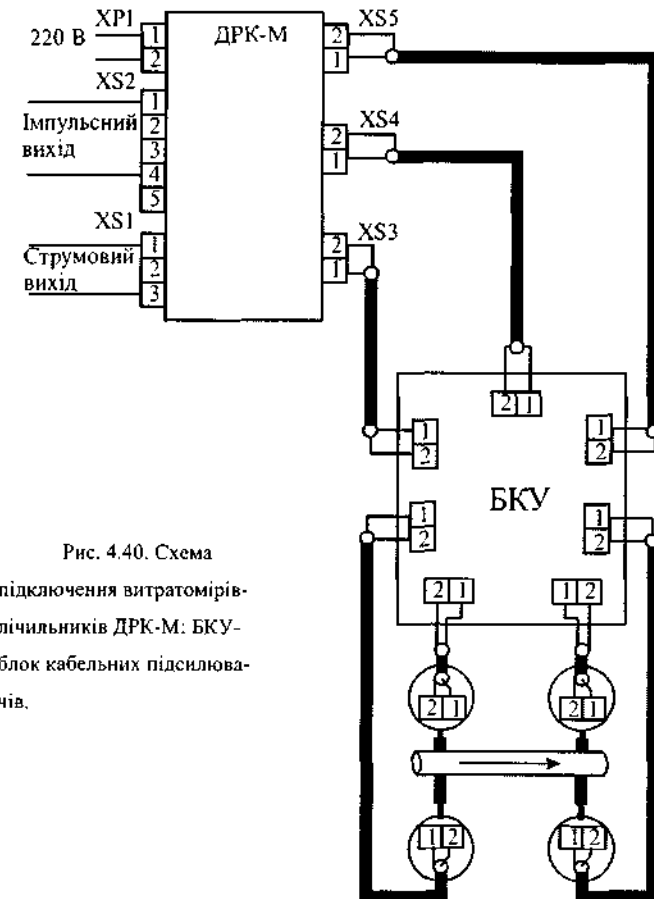 XP1
220 В
1
2
ДРК-М
XS5
2
1
XS2
1
Імпульсний
2
вихід
3
4
5
XS4
2
1
XS1
1
Струмовий
2
вихід
3
XS3
2
1
2 1
1
2
1
2
БКУ
1
2
1
2
2 1
1 2
2 1
2 1
1 2
1 2
Рис. 4.40. Схема
підключення витратомірів-
лічильників ДРК-М: БКУ-
блок кабельних підсилюва-
чів.